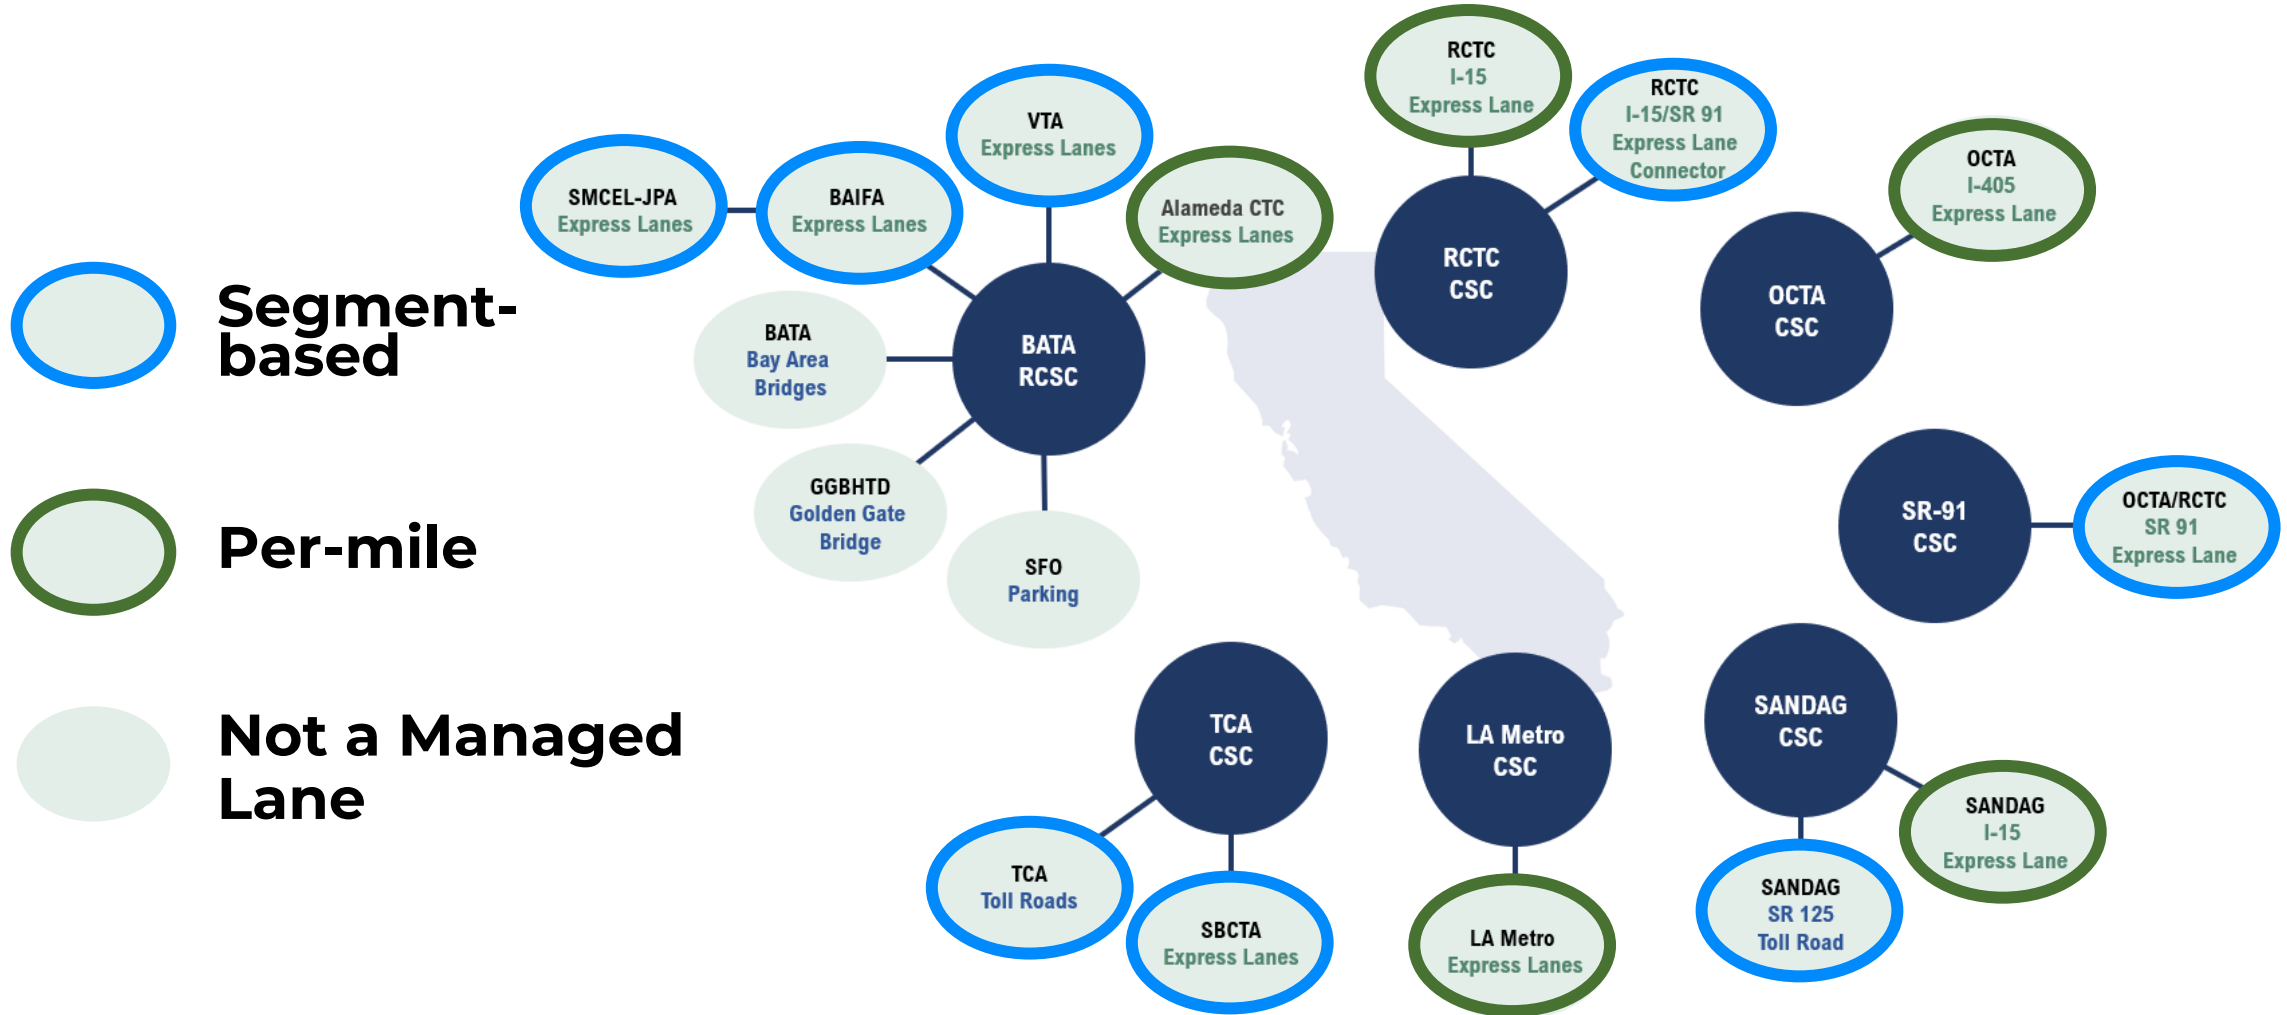 Segment-
based
Per-mile
Not a Managed
Lane
SMCEL-JPA
Express Lanes
BAIFA
Express Lanes
VTA
Express Lanes
Alameda CTC
Express Lanes
BATA
Bay Area
Bridges
BATA
RCSC
GGBHTD
Golden Gate
Bridge
SFO
Parking
RCTC
I-15
Express Lane
RCTC
I-15/SR 91
Express Lane
Connector
RCTC
CSC
OCTA
I-405
Express Lane
OCTA
CSC
SR-91
CSC
OCTA/RCTC
SR 91
Express Lane
TCA
CSC
TCA
Toll Roads
SBCTA
Express Lanes
LA Metro
CSC
LA Metro
Express Lanes
SANDAG
CSC
SANDAG
I-15
Express Lane
SANDAG
SR 125
Toll Road